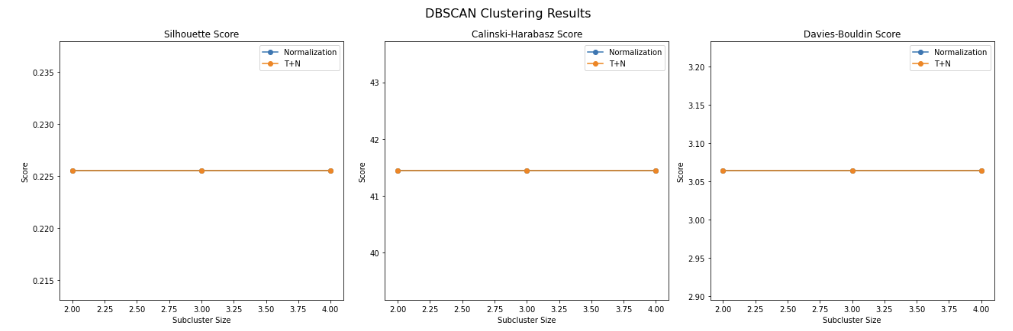 DBSCAN Clustering Results
Silhouette Score
Normalization
T+N
0.235
0.230
0.225
0.220
0.215
Score
2.00 2.25 2.50 2.75 3.00 3.25 3.50 3.75 4.00
Subcluster Size
Calinski-Harabasz Score
Normalization
T+N
43
42
41
40
Score
2.00 2.25 2.50 2.75 3.00 3.25 3.50 3.75 4.00
Subcluster Size
Davies-Bouldin Score
Normalization
T+N
3.20
3.15
3.10
3.05
3.00
2.95
2.90
Score
2.00 2.25 2.50 2.75 3.00 3.25 3.50 3.75 4.00
Subcluster Size